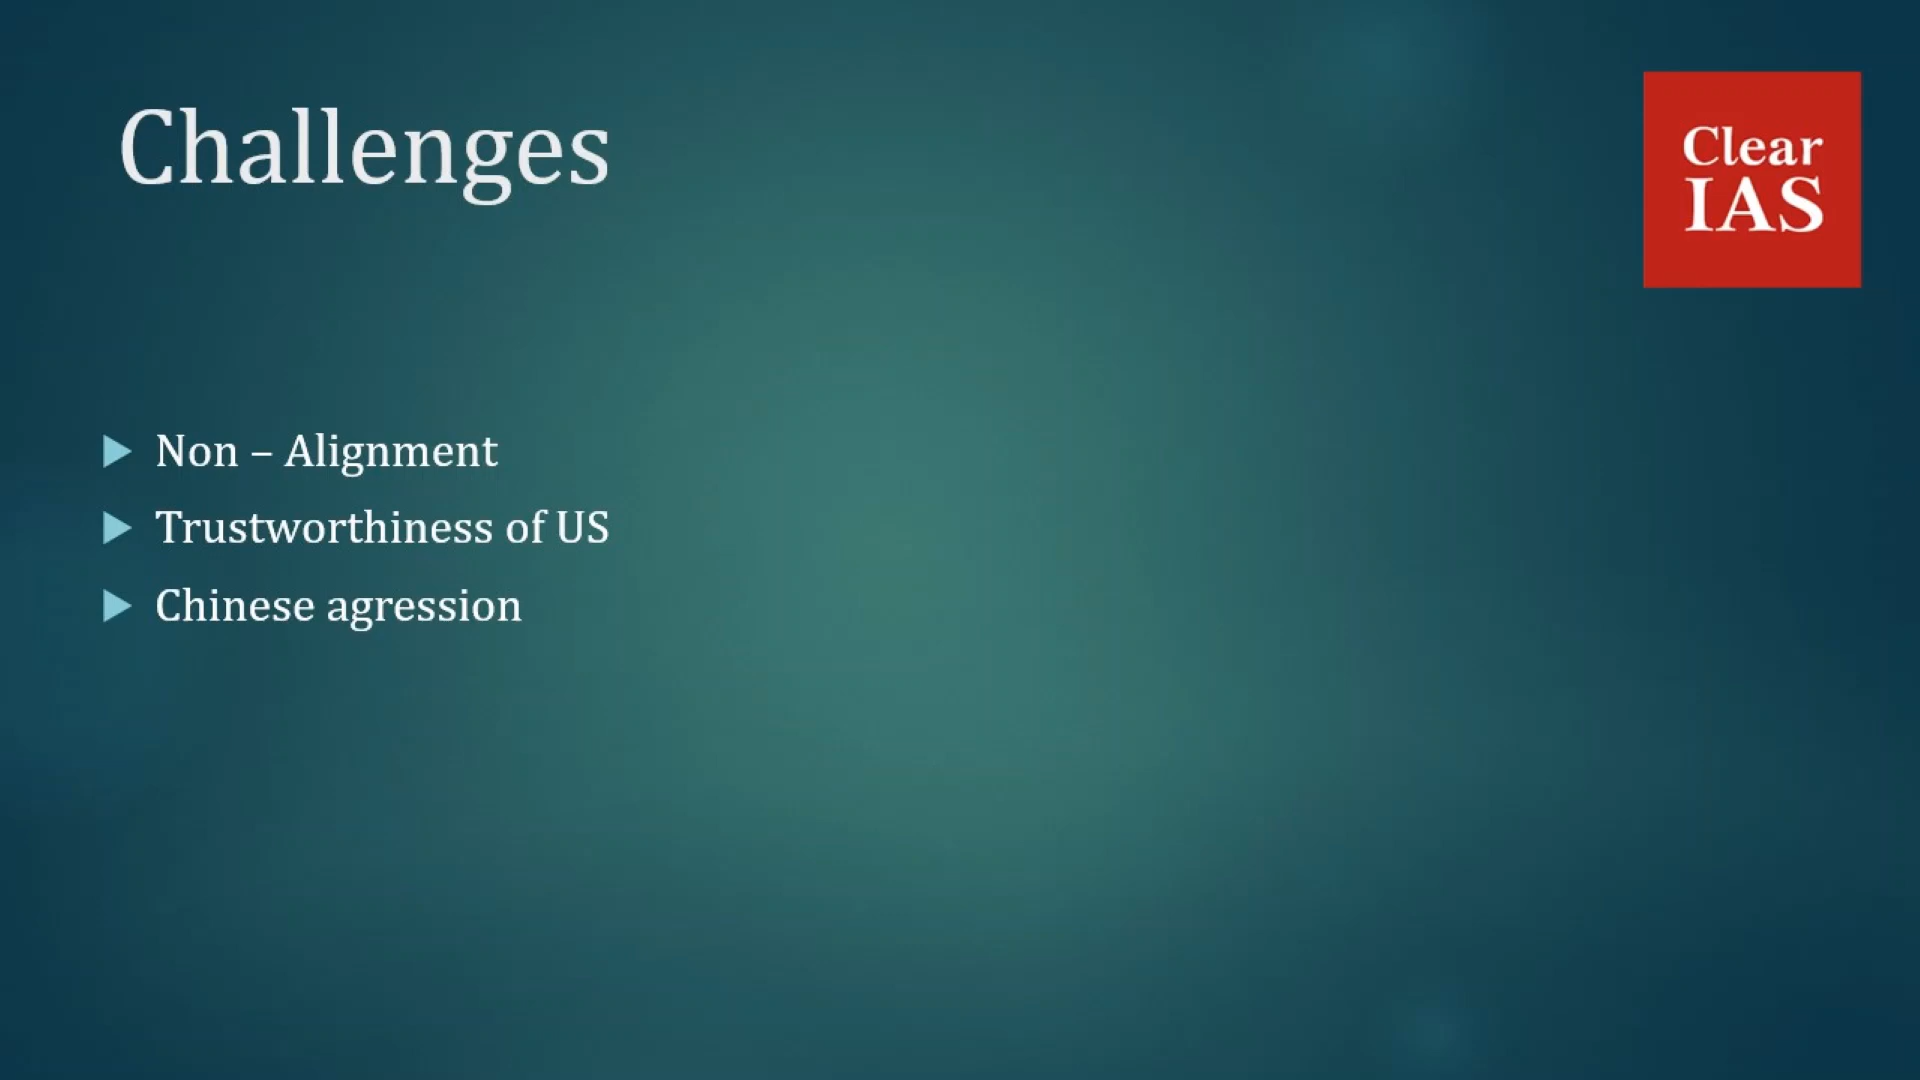 Challenges
Clear
IAS
Non – Alignment
Trustworthiness of US
Chinese agression